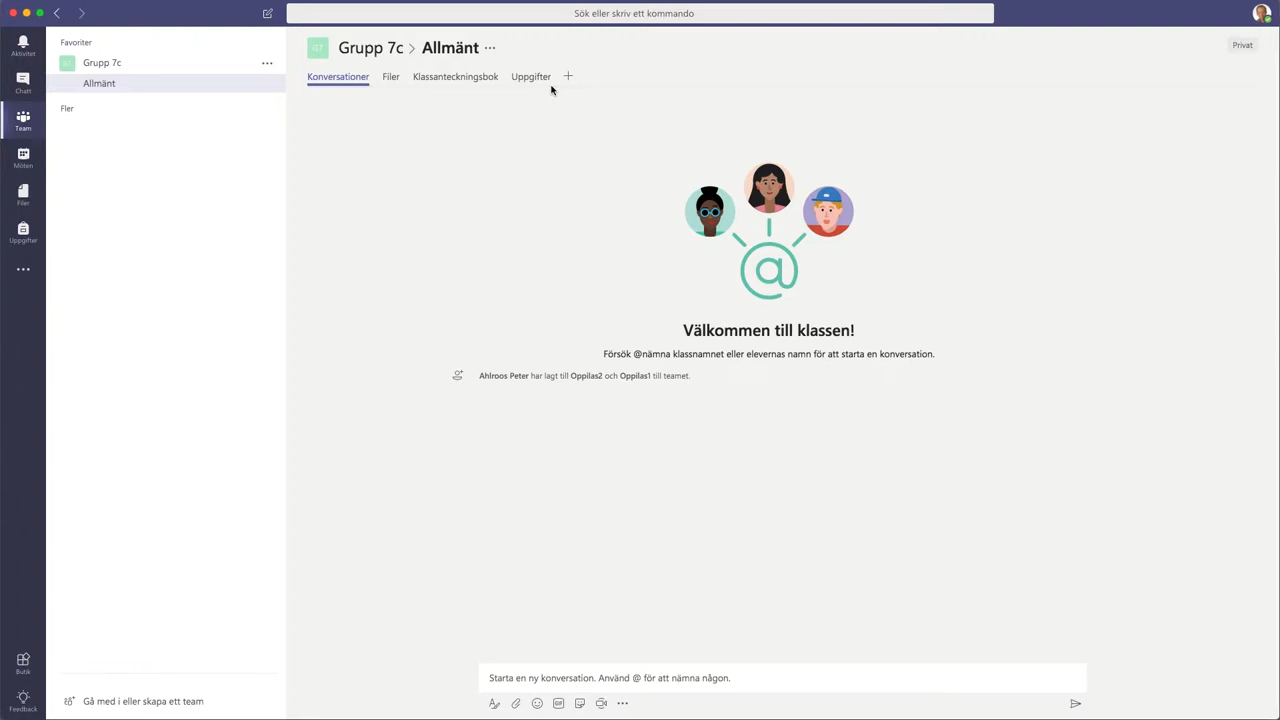 Sök eller skriv ett kommando
Aktivitet
Chatt
Team
Möten
Filer
Uppgifter
Butik
Feedback
Favoriter
G7 Grupp 7c
Allmänt
Fler
Gå med i eller skapa ett team
G7 Grupp 7c > Allmänt
Privat
Konversationer Filer Klassanteckningsbok Uppgifter
Välkommen till klassen!
Försök @nämna klassnamnet eller elevernas namn för att starta en konversation.
Ahlroos Peter har lagt till Oppilas2 och Oppilas1 till teamet.
Starta en ny konversation. Använd @ för att nämna någon.
GIF